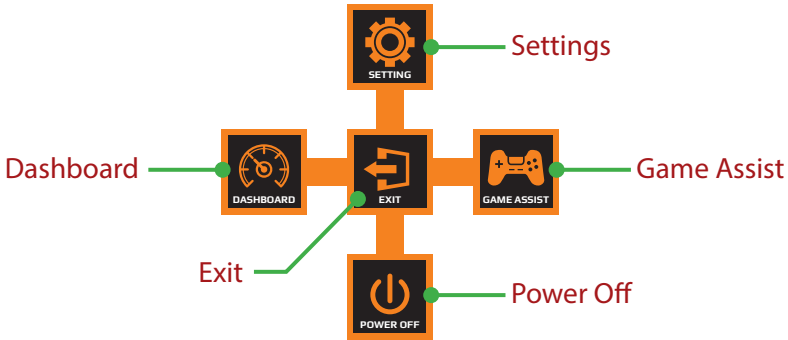 Settings
SETTING
Dashboard
DASHBOARD
EXIT
GAME ASSIST
Game Assist
Exit
POWER OFF
Power Off